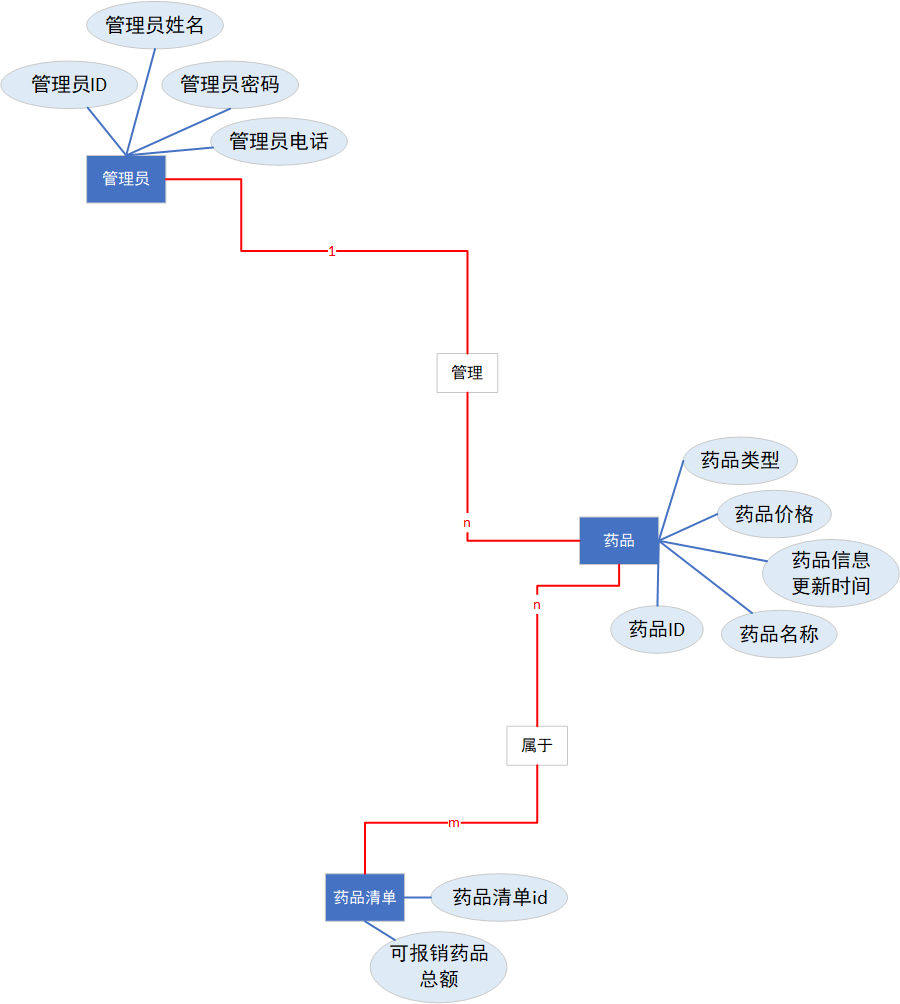 管理员姓名
管理员ID
管理员密码
管理员电话
管理员
1
管理
n
药品类型
药品价格
药品
药品信息
更新时间
n
药品ID
药品名称
属于
m
药品清单
药品清单id
可报销药品
总额